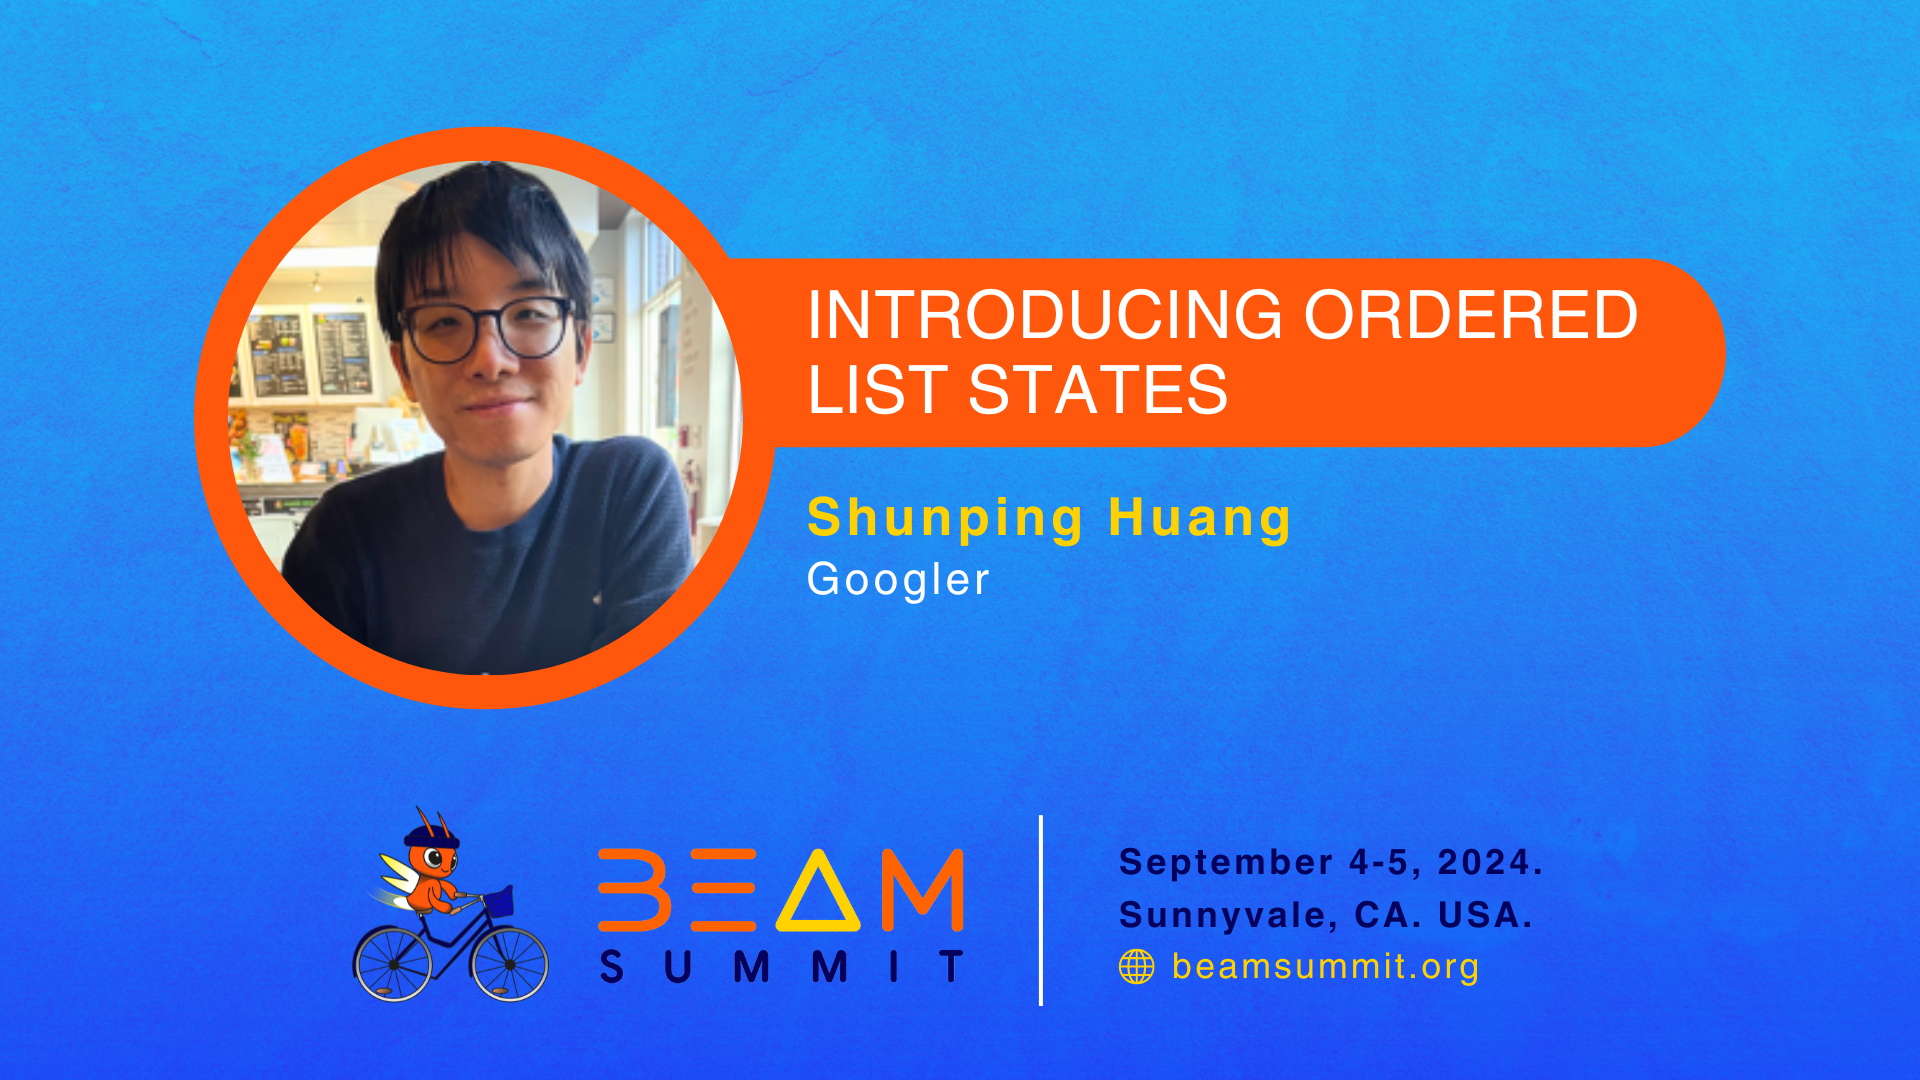 INTRODUCING ORDERED
LIST STATES
Shunping Huang
Googler
BEAM
SUMMIT
September 4-5, 2024.
Sunnyvale, CA. USA.
beamsummit.org